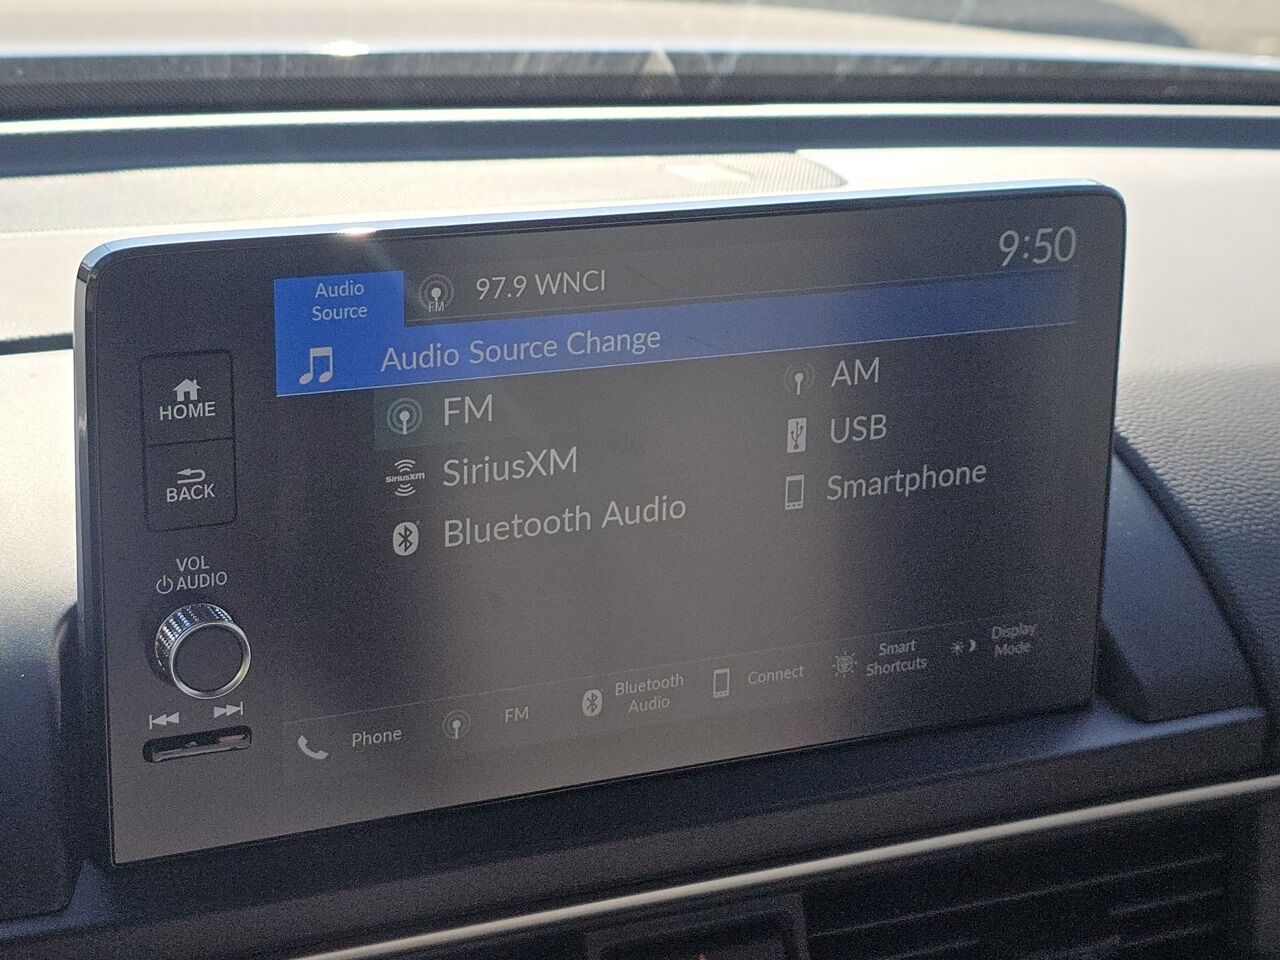 9:50
Audio
Source
FM
97.9 WNCI
Audio Source Change
HOME
BACK
VOL
AUDIO
FM
AM
SiriusXM
SiriusXM
USB
Bluetooth Audio
Smartphone
Phone
FM
Bluetooth
Audio
Connect
Smart
Shortcuts
Display
Mode